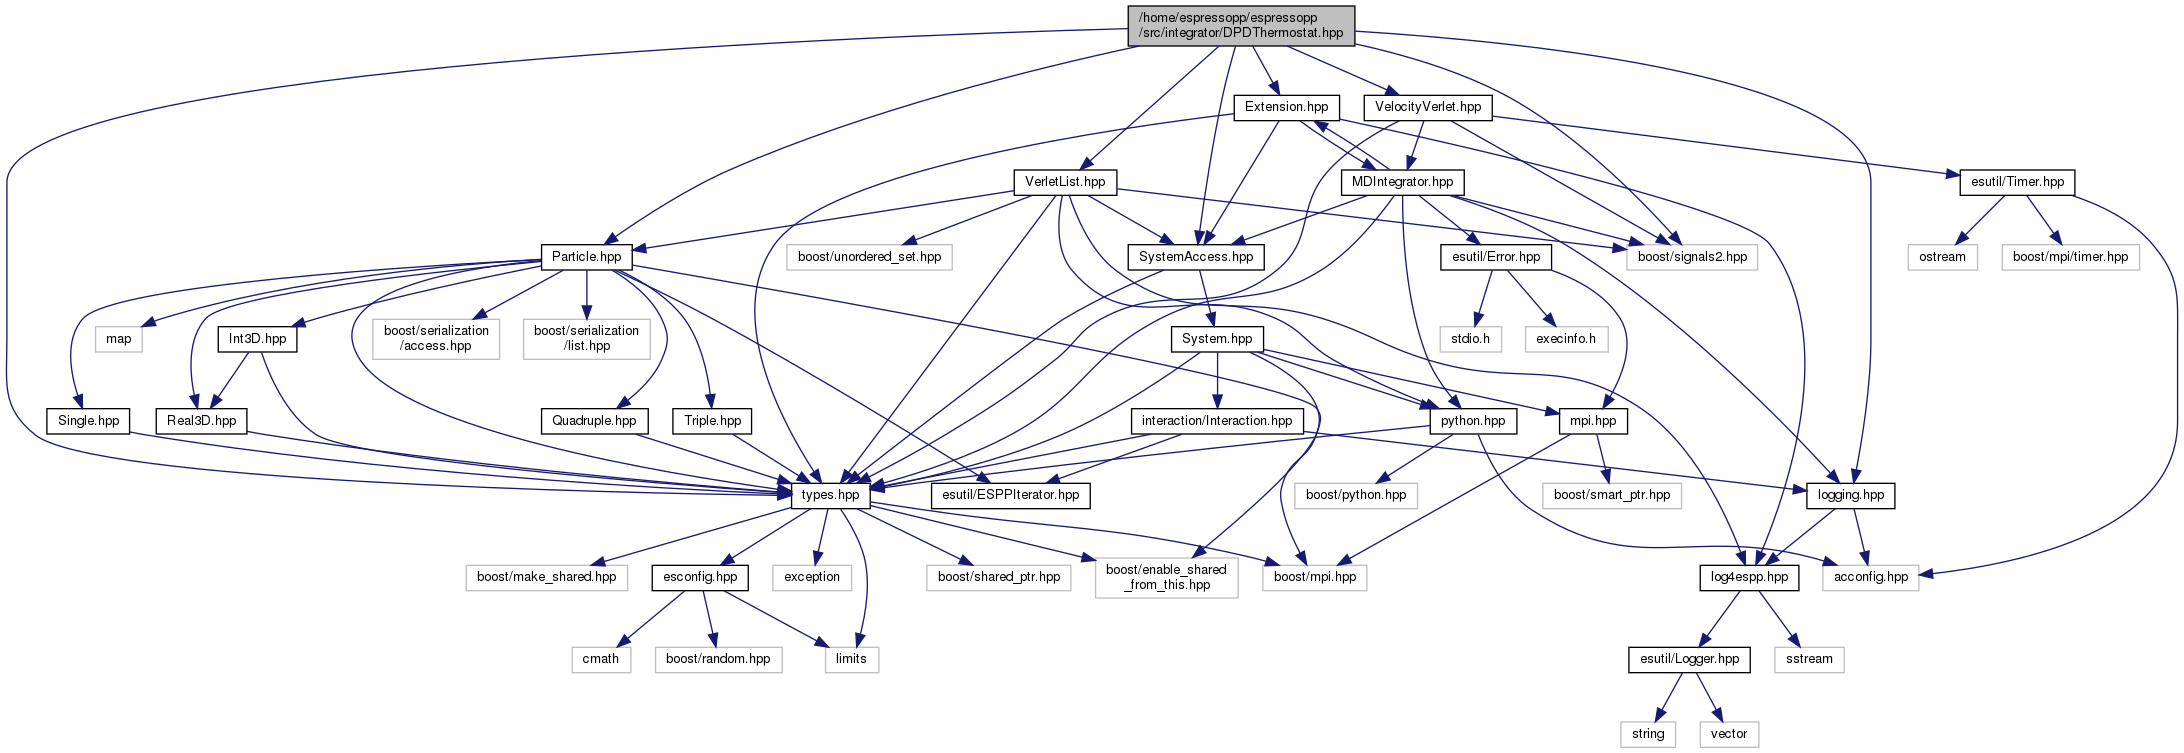 /home/espressopp/espressopp
/src/integrator/DPDThermostat.hpp
Extension.hpp
VelocityVerlet.hpp
VerletList.hpp
MDIntegrator.hpp
esutil/Timer.hpp
Particle.hpp
boost/unordered_set.hpp
SystemAccess.hpp
esutil/Error.hpp
boost/signals2.hpp
ostream
boost/mpi/timer.hpp
map
Int3D.hpp
boost/serialization
/access.hpp
boost/serialization
/list.hpp
System.hpp
stdio.h
execinfo.h
Single.hpp
Real3D.hpp
Quadruple.hpp
Triple.hpp
interaction/Interaction.hpp
python.hpp
mpi.hpp
types.hpp
esutil/ESPPIterator.hpp
boost/python.hpp
boost/smart_ptr.hpp
logging.hpp
boost/make_shared.hpp
esconfig.hpp
exception
boost/shared_ptr.hpp
boost/enable_shared
_from_this.hpp
boost/mpi.hpp
log4espp.hpp
acconfig.hpp
cmath
boost/random.hpp
limits
esutil/Logger.hpp
sstream
string
vector